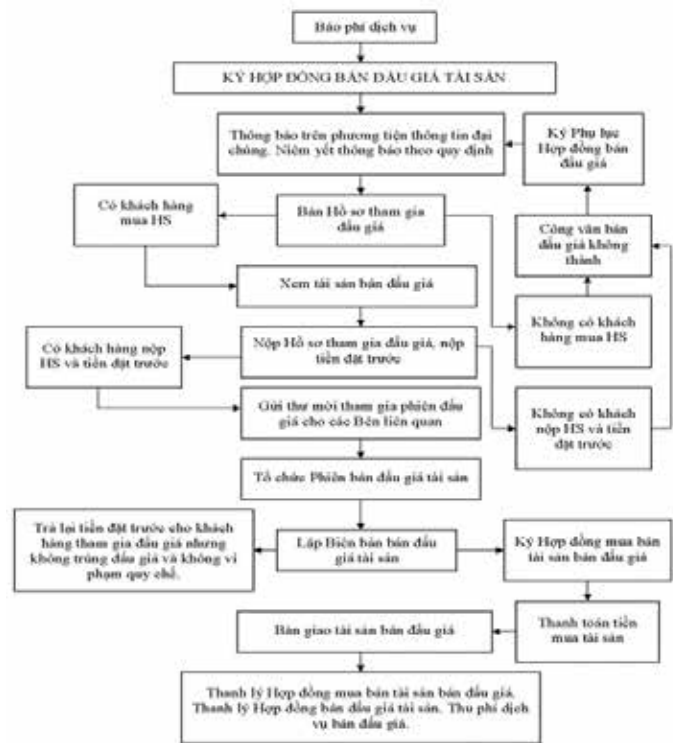 Báo phí dịch vụ
KÝ HỢP ĐỒNG BÁN ĐẤU GIÁ TÀI SẢN
Thông báo trên phương tiện thông tin đại
chúng. Niêm yết thông báo theo quy định
Ký Phụ lục
Hợp đồng bán
đấu giá
Có khách hàng
mua HS
Bán Hồ sơ tham gia
đấu giá
Công văn bán
đấu giá không
thành
Xem tài sản bán đấu giá
Không có khách
hàng mua HS
Có khách hàng nộp
HS và tiền đặt trước
Nộp Hồ sơ tham gia đấu giá, nộp
tiền đặt trước
Gửi thư mời tham gia phiên đấu
giá cho các Bên liên quan
Không có khách
nộp HS và tiền
đặt trước
Tổ chức Phiên bán đấu giá tài sản
Trả lại tiền đặt trước cho khách
hàng tham gia đấu giá nhưng
không trúng đấu giá và không vi
phạm quy chế.
Lập Biên bản bán đấu
giá tài sản
Ký Hợp đồng mua bán
tài sản bán đấu giá
Bàn giao tài sản bán đấu giá
Thanh toán tiền
mua tài sản
Thanh lý Hợp đồng mua bán tài sản bán đấu giá.
Thanh lý Hợp đồng bán đấu giá tài sản. Thu phí dịch
vụ bán đấu giá.